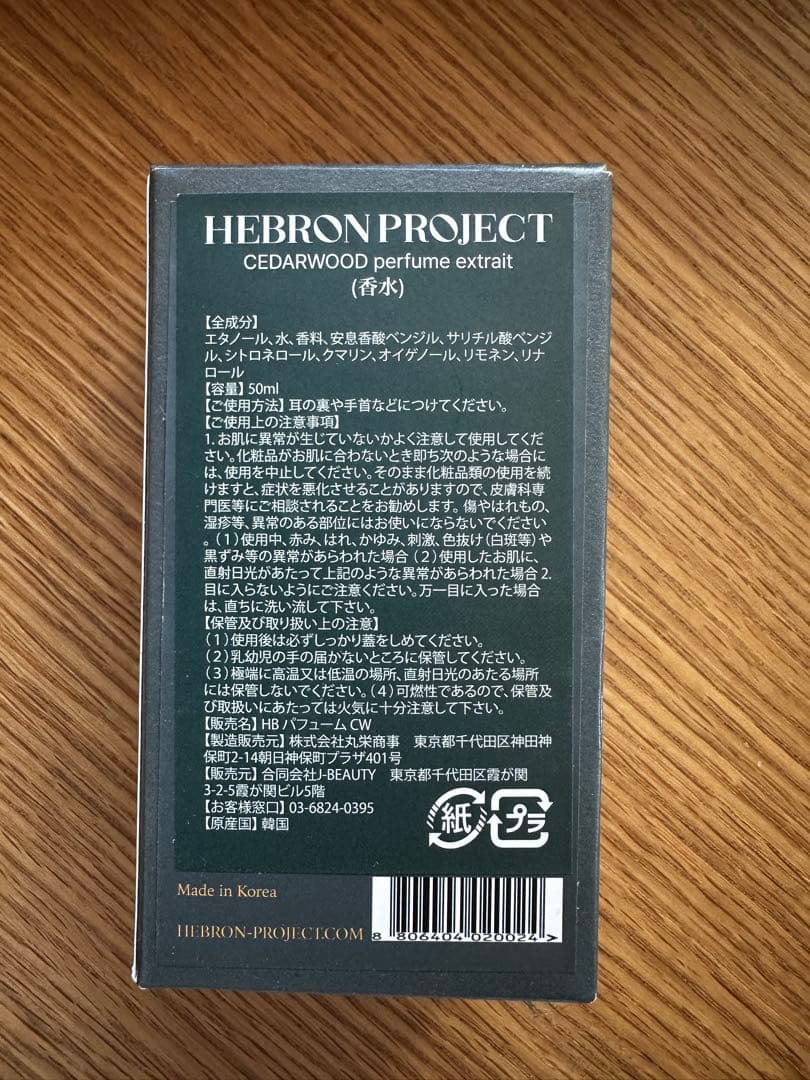 HEBRON PROJECT
CEDARWOOD perfume extrait
(香水)
【全成分】
エタノール、水、香料、安息香酸ベンジル、サリチル酸ベンジ
ル、シトロネロール、クマリン、オイゲノール、リモネン、リナ
ロール
【容量】50ml
【ご使用方法】耳の裏や手首などにつけてください。
【ご使用上の注意事項】
1. お肌に異常が生じていないかよく注意して使用してくだ
さい。化粧品がお肌に合わないとき即ち次のような場合に
は、使用を中止してください。そのまま化粧品類の使用を続
けますと、症状を悪化させることがありますので、皮膚科専
門医等にご相談されることをお勧めします。傷やはれもの、
湿疹等、異常のある部位にはお使いにならないでください
。（1）使用中、赤み、はれ、かゆみ、刺激、色抜け（白斑等）や
黒ずみ等の異常があらわれた場合（2）使用したお肌に、
直射日光があたって上記のような異常があらわれた場合 2.
目に入らないようにご注意ください。万一目に入った場合
は、直ちに洗い流して下さい。
【保管及び取り扱い上の注意】
（1）使用後は必ずしっかり蓋をしめてください。
（2）乳幼児の手の届かないところに保管してください。
（3）極端に高温又は低温の場所、直射日光のあたる場所
には保管しないでください。（4）可燃性であるので、保管及
び取扱いにあたっては火気に十分注意して下さい。
【販売名】HB パフューム CW
【製造販売元】株式会社丸栄商事　東京都千代田区神田神
保町2-14朝日神保町プラザ401号
【販売元】合同会社J-BEAUTY　東京都千代田区霞が関
3-2-5霞が関ビル5階
【お客様窓口】03-6824-0395
【原産国】韓国
紙 プラ
Made in Korea
HEBRON-PROJECT.COM
8 806404 020024 >